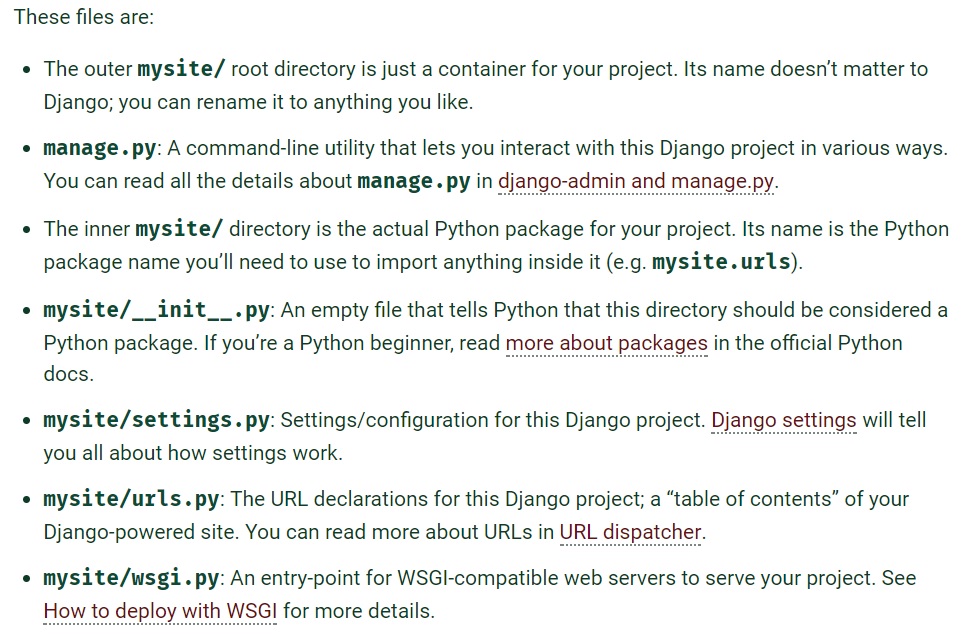 These files are:
• The outer mysite/ root directory is just a container for your project. Its name doesn’t matter to
Django; you can rename it to anything you like.
• manage.py: A command-line utility that lets you interact with this Django project in various ways.
You can read all the details about manage.py in django-admin and manage.py.
• The inner mysite/ directory is the actual Python package for your project. Its name is the Python
package name you’ll need to use to import anything inside it (e.g. mysite.urls).
• mysite/__init__.py: An empty file that tells Python that this directory should be considered a
Python package. If you’re a Python beginner, read more about packages in the official Python
docs.
• mysite/settings.py: Settings/configuration for this Django project. Django settings will tell
you all about how settings work.
• mysite/urls.py: The URL declarations for this Django project; a “table of contents” of your
Django-powered site. You can read more about URLs in URL dispatcher.
• mysite/wsgi.py: An entry-point for WSGI-compatible web servers to serve your project. See
How to deploy with WSGI for more details.